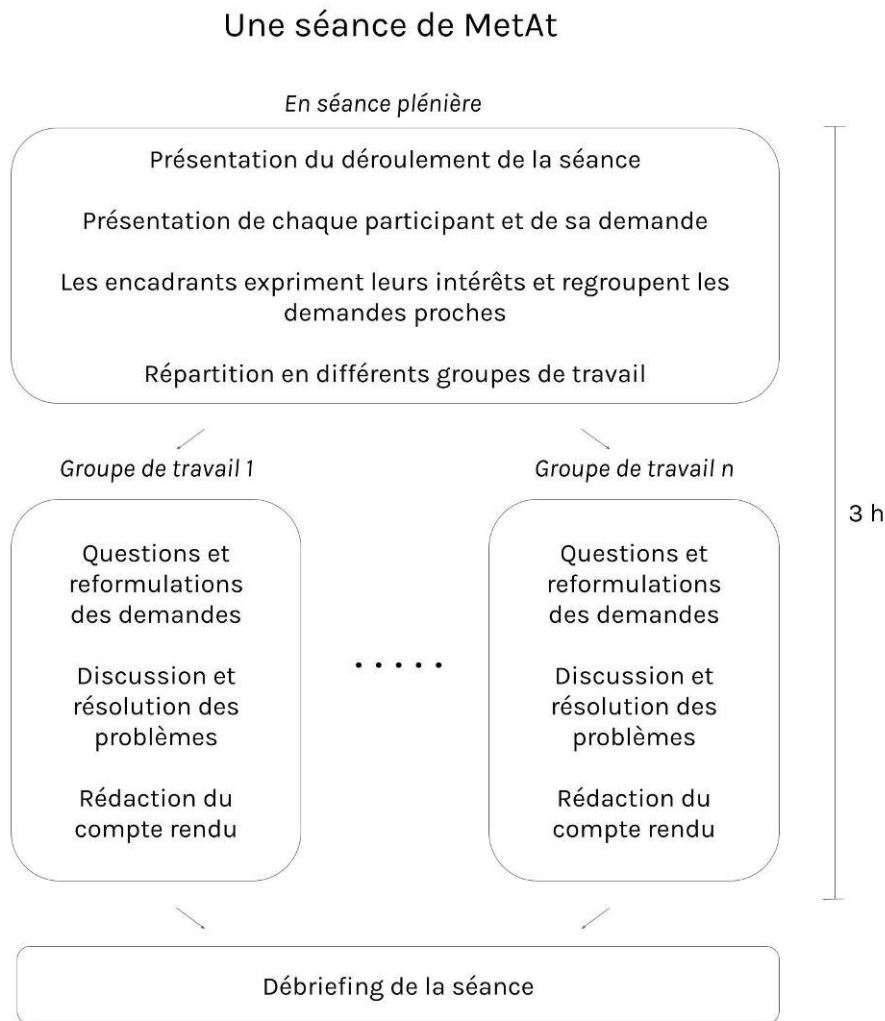 Une séance de MetAt
En séance plénière
Présentation du déroulement de la séance
Présentation de chaque participant et de sa demande
Les encadrants expriment leurs intérêts et regroupent les
demandes proches
Répartition en différents groupes de travail
Groupe de travail 1
Questions et
reformulations
des demandes
Discussion et
résolution des
problèmes
Rédaction du
compte rendu
.....
Groupe de travail n
Questions et
reformulations
des demandes
Discussion et
résolution des
problèmes
Rédaction du
compte rendu
3 h
Débriefing de la séance